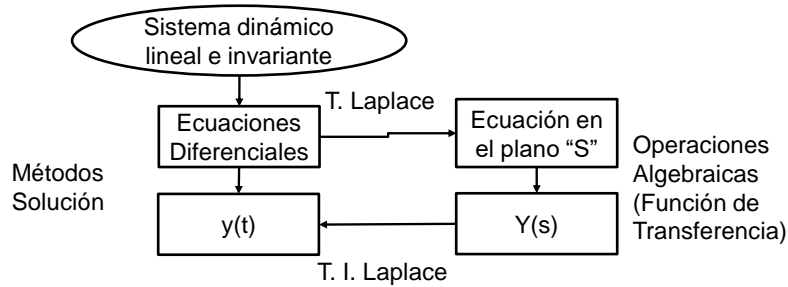 Sistema dinámico
lineal e invariante
T. Laplace
Ecuaciones
Diferenciales
Ecuación en
el plano “S”
Métodos
Solución
Operaciones
Algebraicas
(Función de
Transferencia)
y(t)
Y(s)
T. I. Laplace